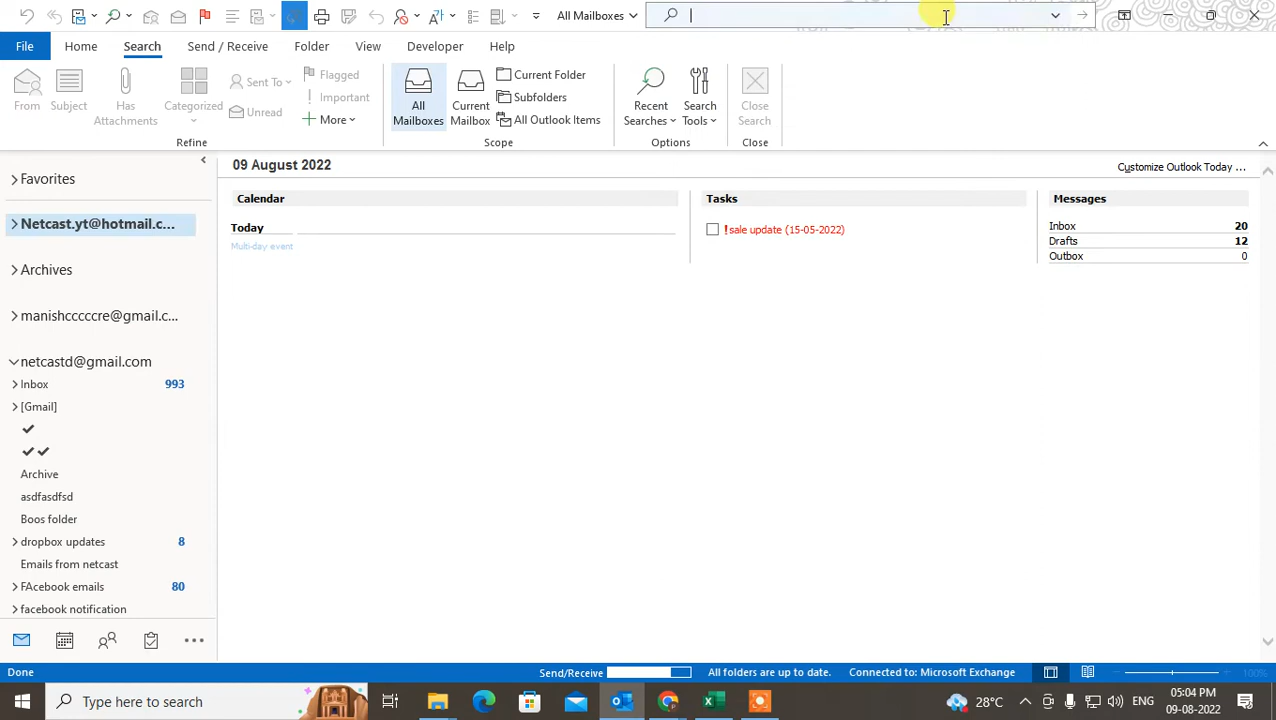 All Mailboxes
File
Home
Search
Send / Receive
Folder
View
Developer
Help
From
Subject
Has Attachments
Categorized
Sent To
Unread
Flagged
Important
More
Refine
All Mailboxes
Current Mailbox
Current Folder
Subfolders
All Outlook Items
Scope
Recent Searches
Search Tools
Options
Close Search
Close
Favorites
Netcast.yt@hotmail.c...
Archives
manishcccccre@gmail.c...
netcastd@gmail.com
Inbox 993
[Gmail]
Archive
asdfasdfsd
Boos folder
dropbox updates 8
Emails from netcast
FAcebook emails 80
facebook notification
09 August 2022
Customize Outlook Today ...
Calendar
Today
Multi-day event
Tasks
!sale update (15-05-2022)
Messages
Inbox 20
Drafts 12
Outbox 0
Done
Send/Receive
All folders are up to date.
Connected to: Microsoft Exchange
100%
Type here to search
28°C
ENG
05:04 PM
09-08-2022